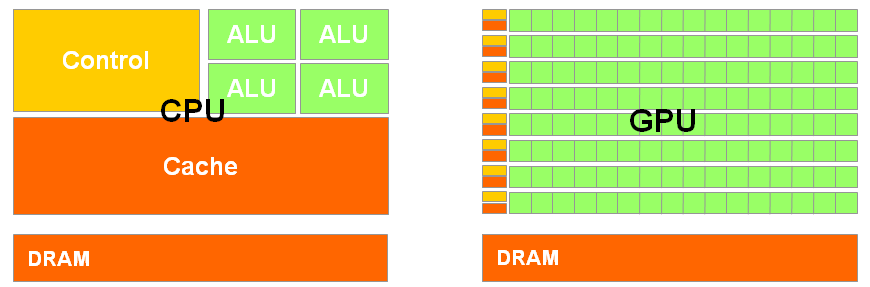 Control
ALU
ALU
ALU
ALU
CPU
Cache
DRAM
GPU
DRAM